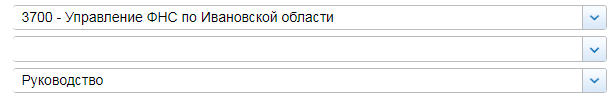 3700 - Управление ФНС по Ивановской области
Руководство